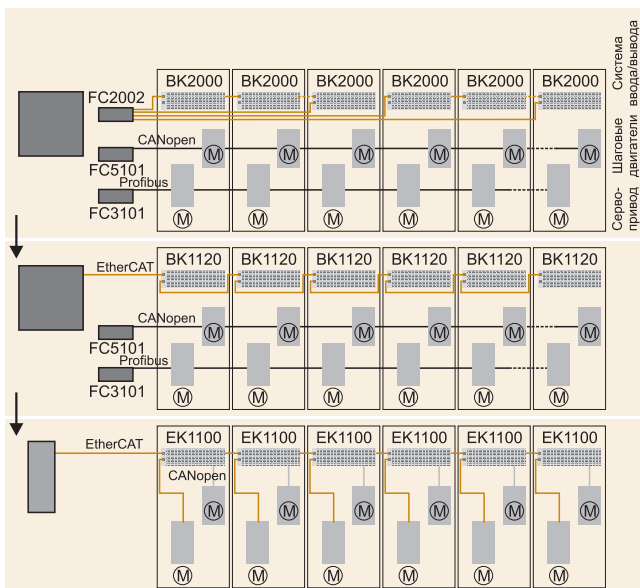 BK2000 BK2000 BK2000 BK2000 BK2000 BK2000
FC2002
CANopen
M M M M M M
FC5101
Profibus
FC3101
M M M M M M
Система
ввода/вывода
Шаговые
двигатели
Серво-
привод
BK1120 BK1120 BK1120 BK1120 BK1120 BK1120
EtherCAT
CANopen
M M M M M M
FC5101
Profibus
FC3101
M M M M M M
EK1100 EK1100 EK1100 EK1100 EK1100 EK1100
EtherCAT
CANopen
M M M M M M
M M M M M M